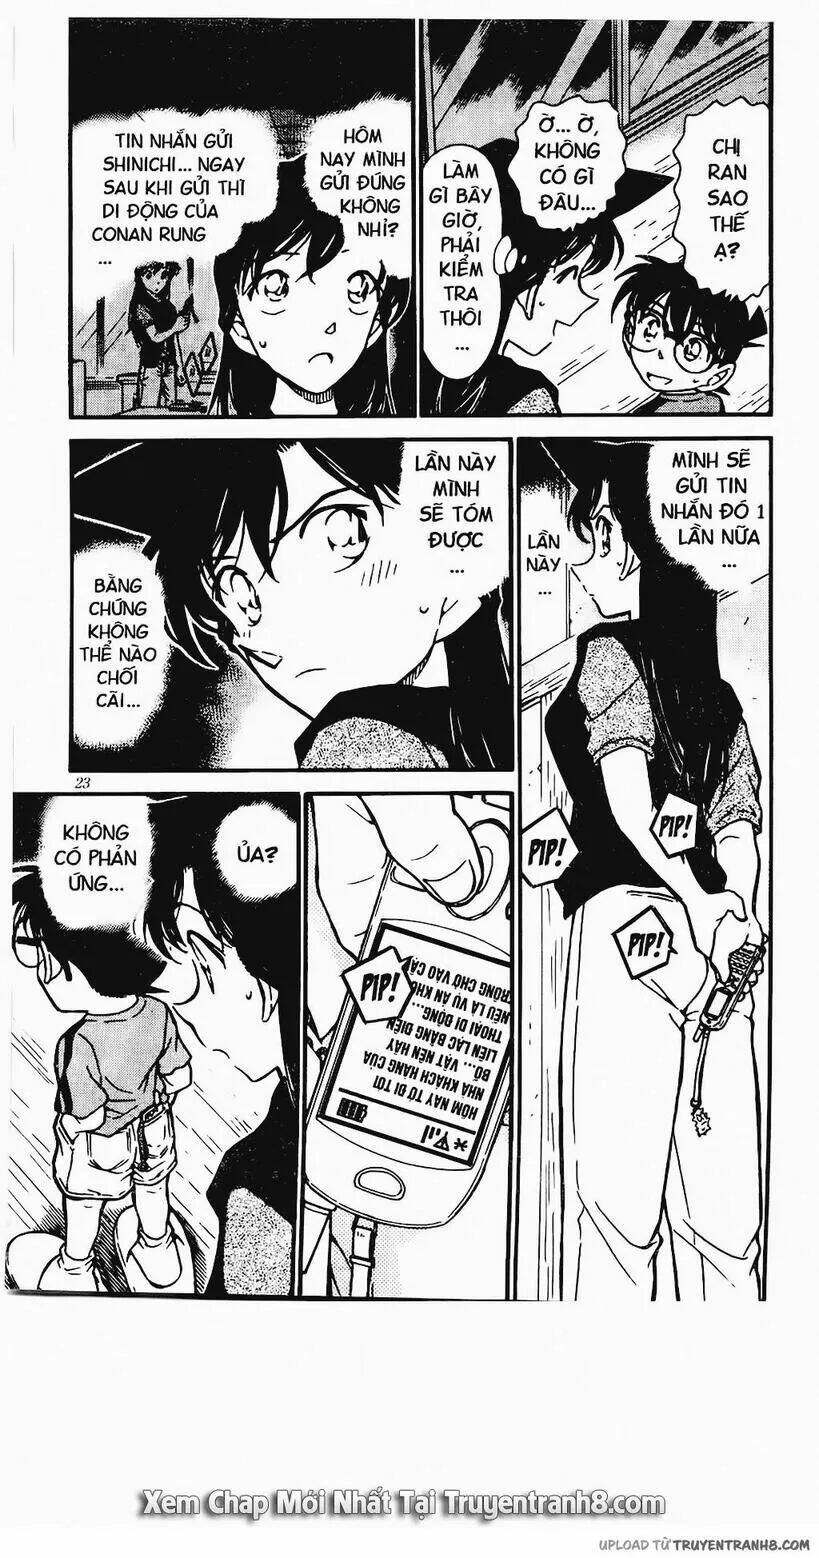 CHỊ
RAN
SAO
THẾ
Ạ?
Ờ... Ờ,
KHÔNG
CÓ GÌ
ĐÂU...
LÀM
GÌ BÂY
GIỜ,
PHẢI
KIỂM
TRA
THÔI
...
HÔM
NAY MÌNH
GỬI ĐÚNG
KHÔNG
NHỈ?
TIN NHẮN GỬI
SHINICHI... NGAY
SAU KHI GỬI THÌ
DI ĐỘNG CỦA
CONAN RUNG
...
MÌNH SẼ
GỬI TIN
NHẮN ĐÓ 1
LẦN NỮA
...
LẦN
NÀY
...
PIP!
PIP!
PIP!
LẦN NÀY
MÌNH
SẼ TÓM
ĐƯỢC
...
BẰNG
CHỨNG
KHÔNG
THỂ NÀO
CHỐI
CÃI...
23
PIP!
HÔM NAY TỚ ĐI TỚI
NHÀ KHÁCH HÀNG CỦA
BỐ... VẬT NÊN HÃY
LIÊN LẠC BẰNG ĐIỆN
THOẠI DI ĐỘNG...
NẾU LÀ VỤ ÁN KH
TRÔNG CHỜ VÀO CẬ
ỦA?
KHÔNG
CÓ PHẢN
ỨNG...
Xem Chap Mới Nhất Tại Truyentranh8.com
UPLOAD TỪ TRUYENTRANH8.COM